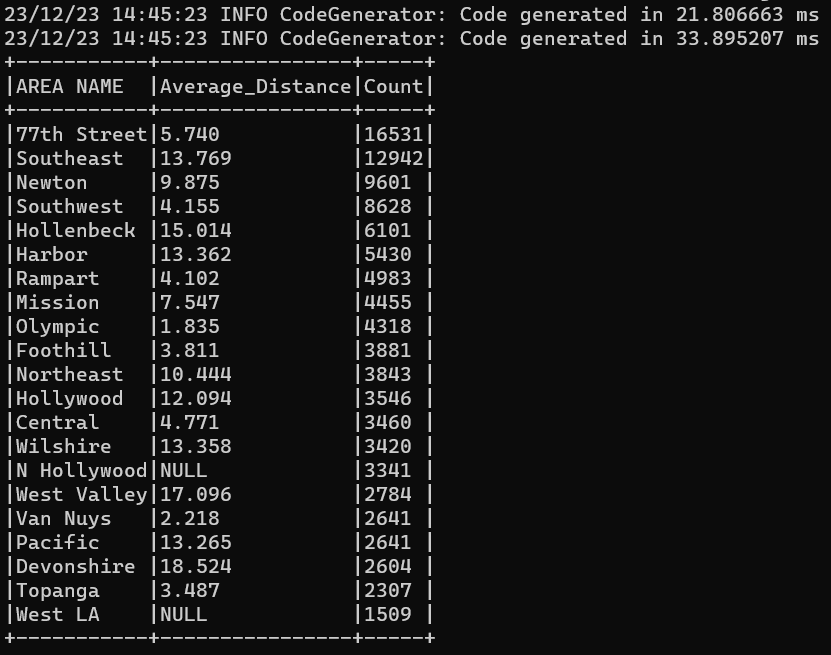 23/12/23 14:45:23 INFO CodeGenerator: Code generated in 21.806663 ms
23/12/23 14:45:23 INFO CodeGenerator: Code generated in 33.895207 ms
+-----------+----------------+-----+
|AREA NAME  |Average_Distance|Count|
+-----------+----------------+-----+
|77th Street|5.740           |16531|
|Southeast  |13.769          |12942|
|Newton     |9.875           |9601 |
|Southwest  |4.155           |8628 |
|Hollenbeck |15.014          |6101 |
|Harbor     |13.362          |5430 |
|Rampart    |4.102           |4983 |
|Mission    |7.547           |4455 |
|Olympic    |1.835           |4318 |
|Foothill   |3.811           |3881 |
|Northeast  |10.444          |3843 |
|Hollywood  |12.094          |3546 |
|Central    |4.771           |3460 |
|Wilshire   |13.358          |3420 |
|N Hollywood|NULL            |3341 |
|West Valley|17.096          |2784 |
|Van Nuys   |2.218           |2641 |
|Pacific    |13.265          |2641 |
|Devonshire |18.524          |2604 |
|Topanga    |3.487           |2307 |
|West LA    |NULL            |1509 |
+-----------+----------------+-----+